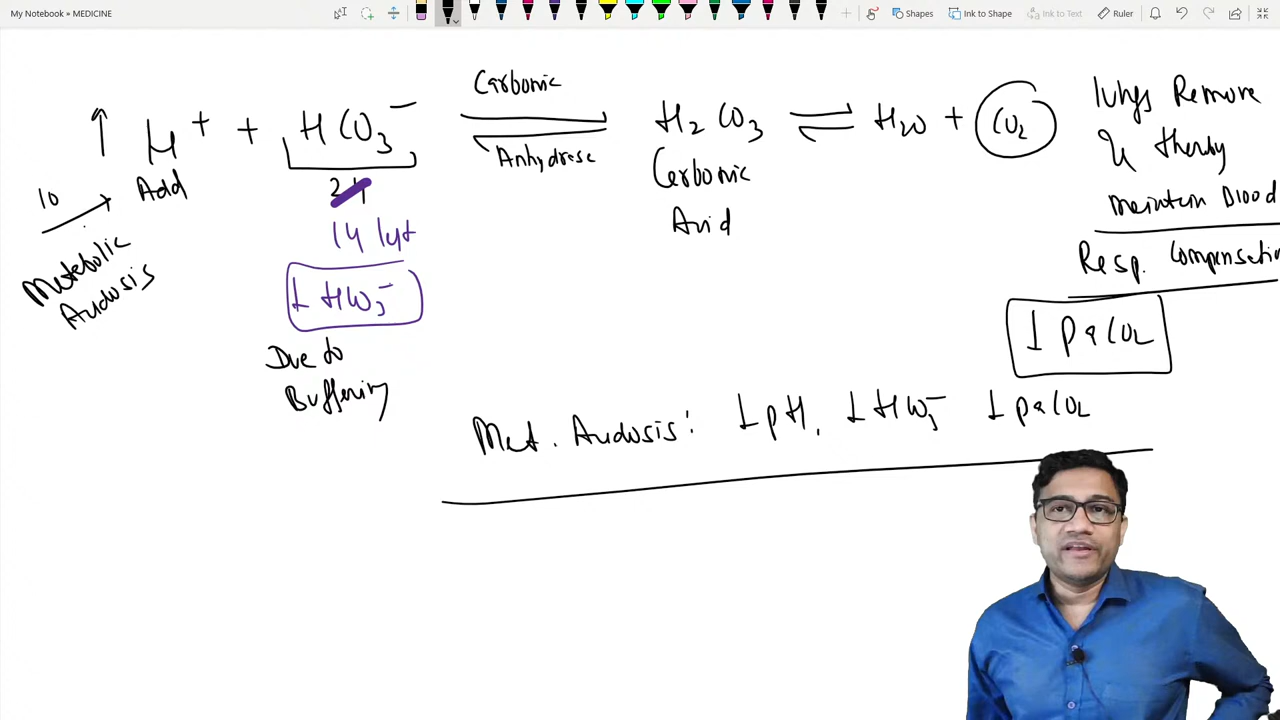 My Notebook » MEDICINE
Shapes Ink to Shape Ink to Text Ruler
Carbonic
↑ H+ + HCO3− ⇌ H2CO3 ⇌ H2O + CO2
Anhydrase
lungs Remove
& thereby
maintain Blood
Resp. Compensation
↓ PaCO2
10
→ Acid
Metabolic
Acidosis
24
14 left
↓ HCO3−
Due to
Buffering
Carbonic
Acid
Met. Acidosis: ↓ pH, ↓ HCO3− ↓ paCO2